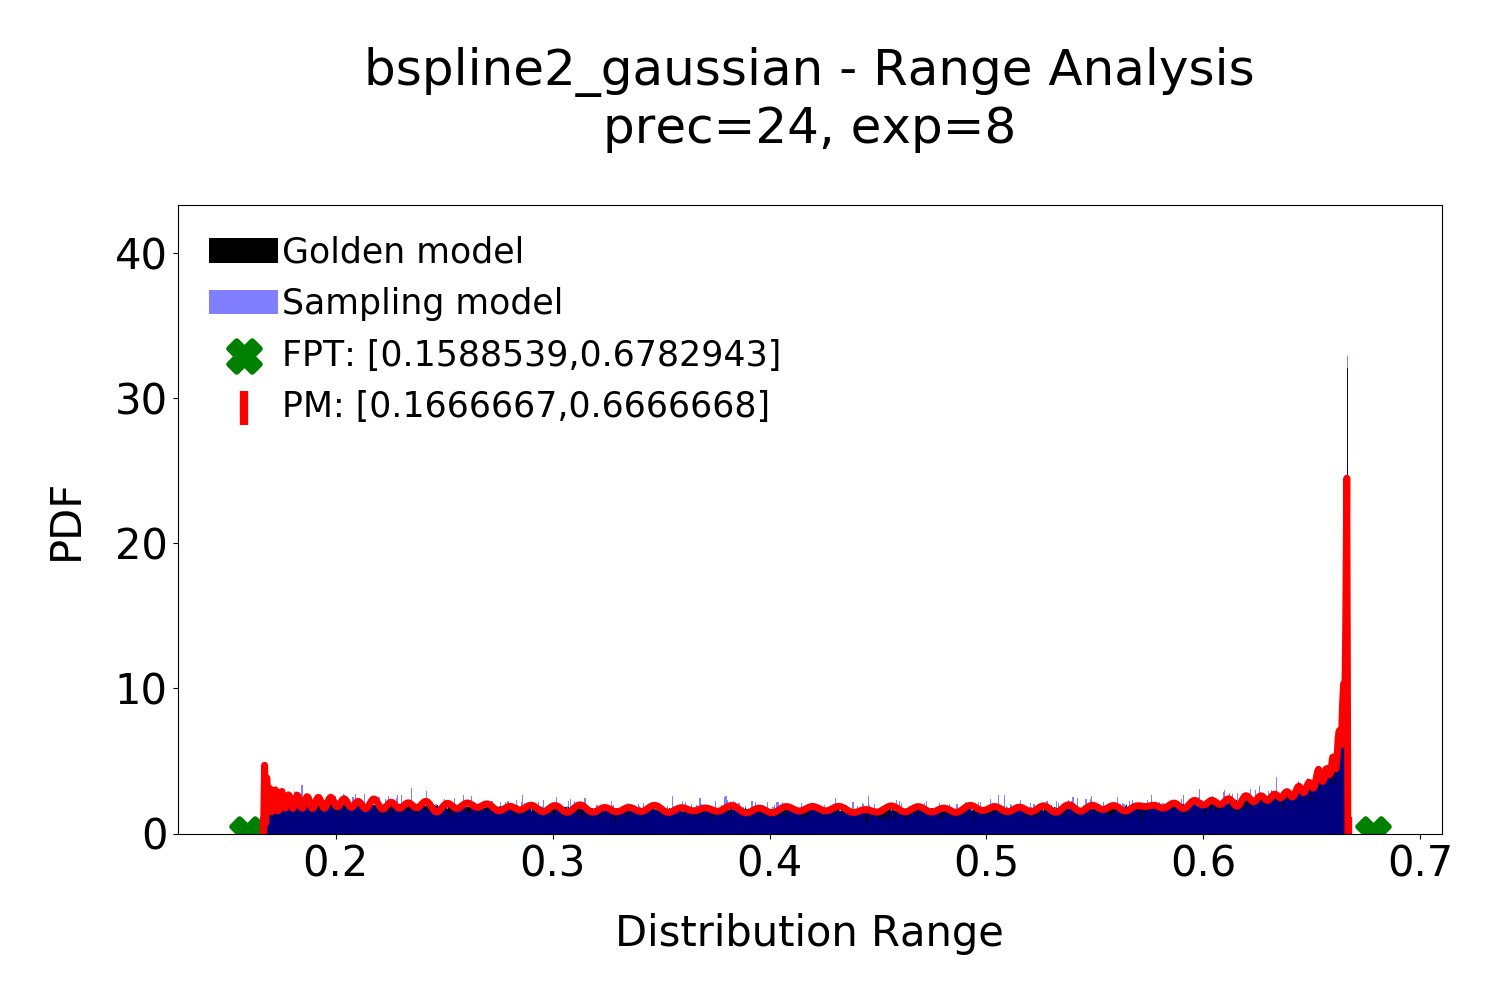 bspline2_gaussian - Range Analysis
prec=24, exp=8
Golden model
Sampling model
FPT: [0.1588539,0.6782943]
PM: [0.1666667,0.6666668]
PDF
40
30
20
10
0
0.2 0.3 0.4 0.5 0.6 0.7
Distribution Range